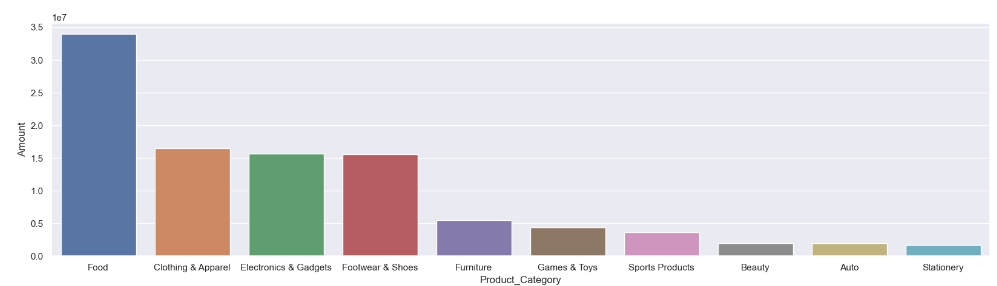 1e7
3.5
3.0
2.5
2.0
1.5
1.0
0.5
0.0
Amount
Food Clothing & Apparel Electronics & Gadgets Footwear & Shoes Furniture Games & Toys Sports Products Beauty Auto Stationery
Product_Category